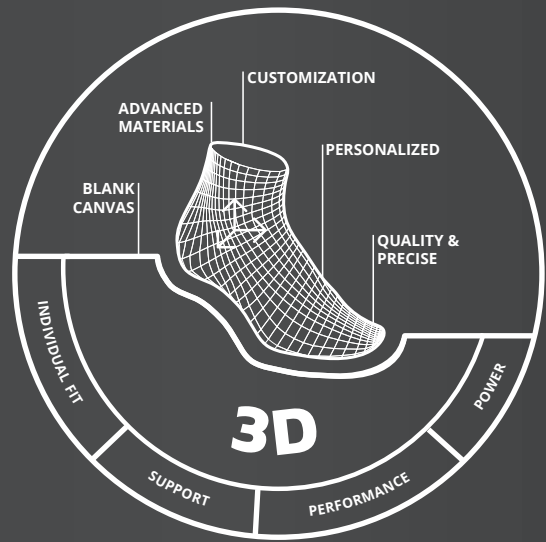 CUSTOMIZATION
ADVANCED
MATERIALS
PERSONALIZED
BLANK
CANVAS
QUALITY &
PRECISE
INDIVIDUAL FIT
SUPPORT
PERFORMANCE
POWER
3D